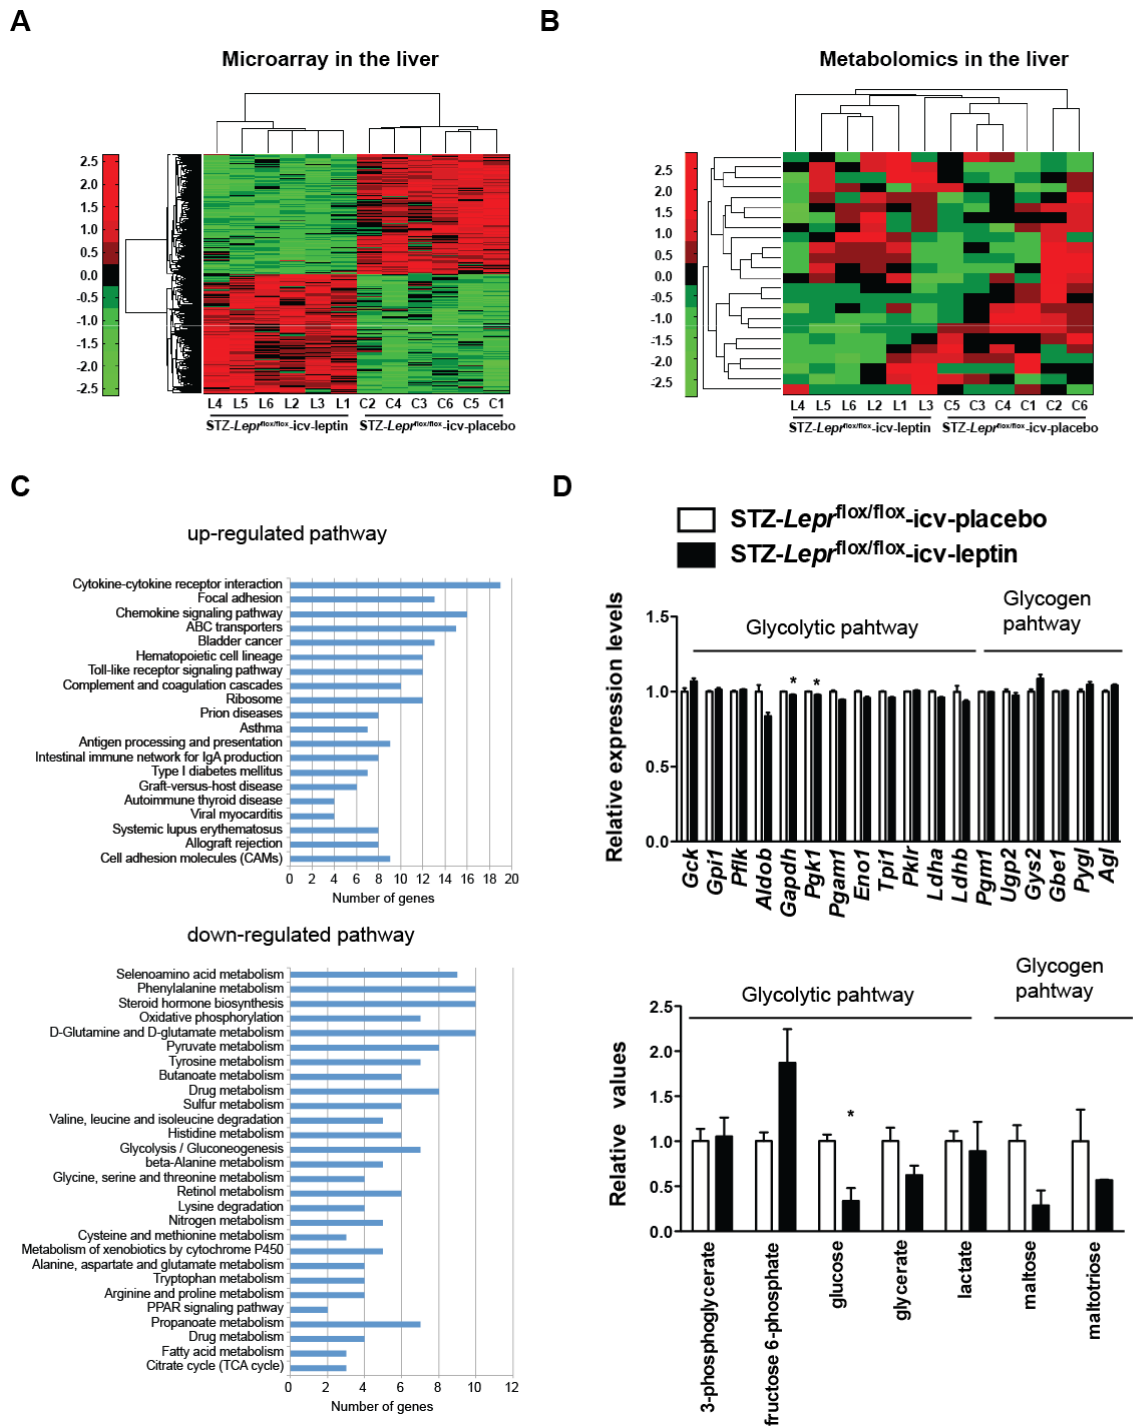 A
B
Microarray in the liver
Metabolomics in the liver
2.5
2.0
1.5
1.0
0.5
0.0
-0.5
-1.0
-1.5
-2.0
-2.5
L4 L5 L6 L2 L3 L1 C2 C4 C3 C6 C5 C1
STZ-Lepr^flox/flox-icv-leptin STZ-Lepr^flox/flox-icv-placebo
2.5
2.0
1.5
1.0
0.5
0.0
-0.5
-1.0
-1.5
-2.0
-2.5
L4 L5 L6 L2 L1 L3 C5 C3 C4 C1 C2 C6
STZ-Lepr^flox/flox-icv-leptin STZ-Lepr^flox/flox-icv-placebo
C
up-regulated pathway
Cytokine-cytokine receptor interaction
Focal adhesion
Chemokine signaling pathway
ABC transporters
Bladder cancer
Hematopoietic cell lineage
Toll-like receptor signaling pathway
Complement and coagulation cascades
Ribosome
Prion diseases
Asthma
Antigen processing and presentation
Intestinal immune network for IgA production
Type I diabetes mellitus
Graft-versus-host disease
Autoimmune thyroid disease
Viral myocarditis
Systemic lupus erythematosus
Allograft rejection
Cell adhesion molecules (CAMs)
0 2 4 6 8 10 12 14 16 18 20
Number of genes
down-regulated pathway
Selenoamino acid metabolism
Phenylalanine metabolism
Steroid hormone biosynthesis
Oxidative phosphorylation
D-Glutamine and D-glutamate metabolism
Pyruvate metabolism
Tyrosine metabolism
Butanoate metabolism
Drug metabolism
Sulfur metabolism
Valine, leucine and isoleucine degradation
Histidine metabolism
Glycolysis / Gluconeogenesis
beta-Alanine metabolism
Glycine, serine and threonine metabolism
Retinol metabolism
Lysine degradation
Nitrogen metabolism
Cysteine and methionine metabolism
Metabolism of xenobiotics by cytochrome P450
Alanine, aspartate and glutamate metabolism
Tryptophan metabolism
Arginine and proline metabolism
PPAR signaling pathway
Propanoate metabolism
Drug metabolism
Fatty acid metabolism
Citrate cycle (TCA cycle)
0 2 4 6 8 10 12
Number of genes
D
STZ-Lepr^flox/flox-icv-placebo
STZ-Lepr^flox/flox-icv-leptin
Relative expression levels
1.5
1.0
0.5
0.0
Glycolytic pahtway
Glycogen
pahtway
* *
Gck Gpi1 Pflk Aldob Gapdh Pgk1 Pgam1 Eno1 Tpi1 Pklr Ldha Ldhb Pgm1 Ugp2 Gys2 Gbe1 Pygl Agl
Relative values
2.5
2.0
1.5
1.0
0.5
0.0
Glycolytic pahtway
Glycogen
pahtway
*
3-phosphoglycerate
fructose 6-phosphate
glucose
glycerate
lactate
maltose
maltotriose